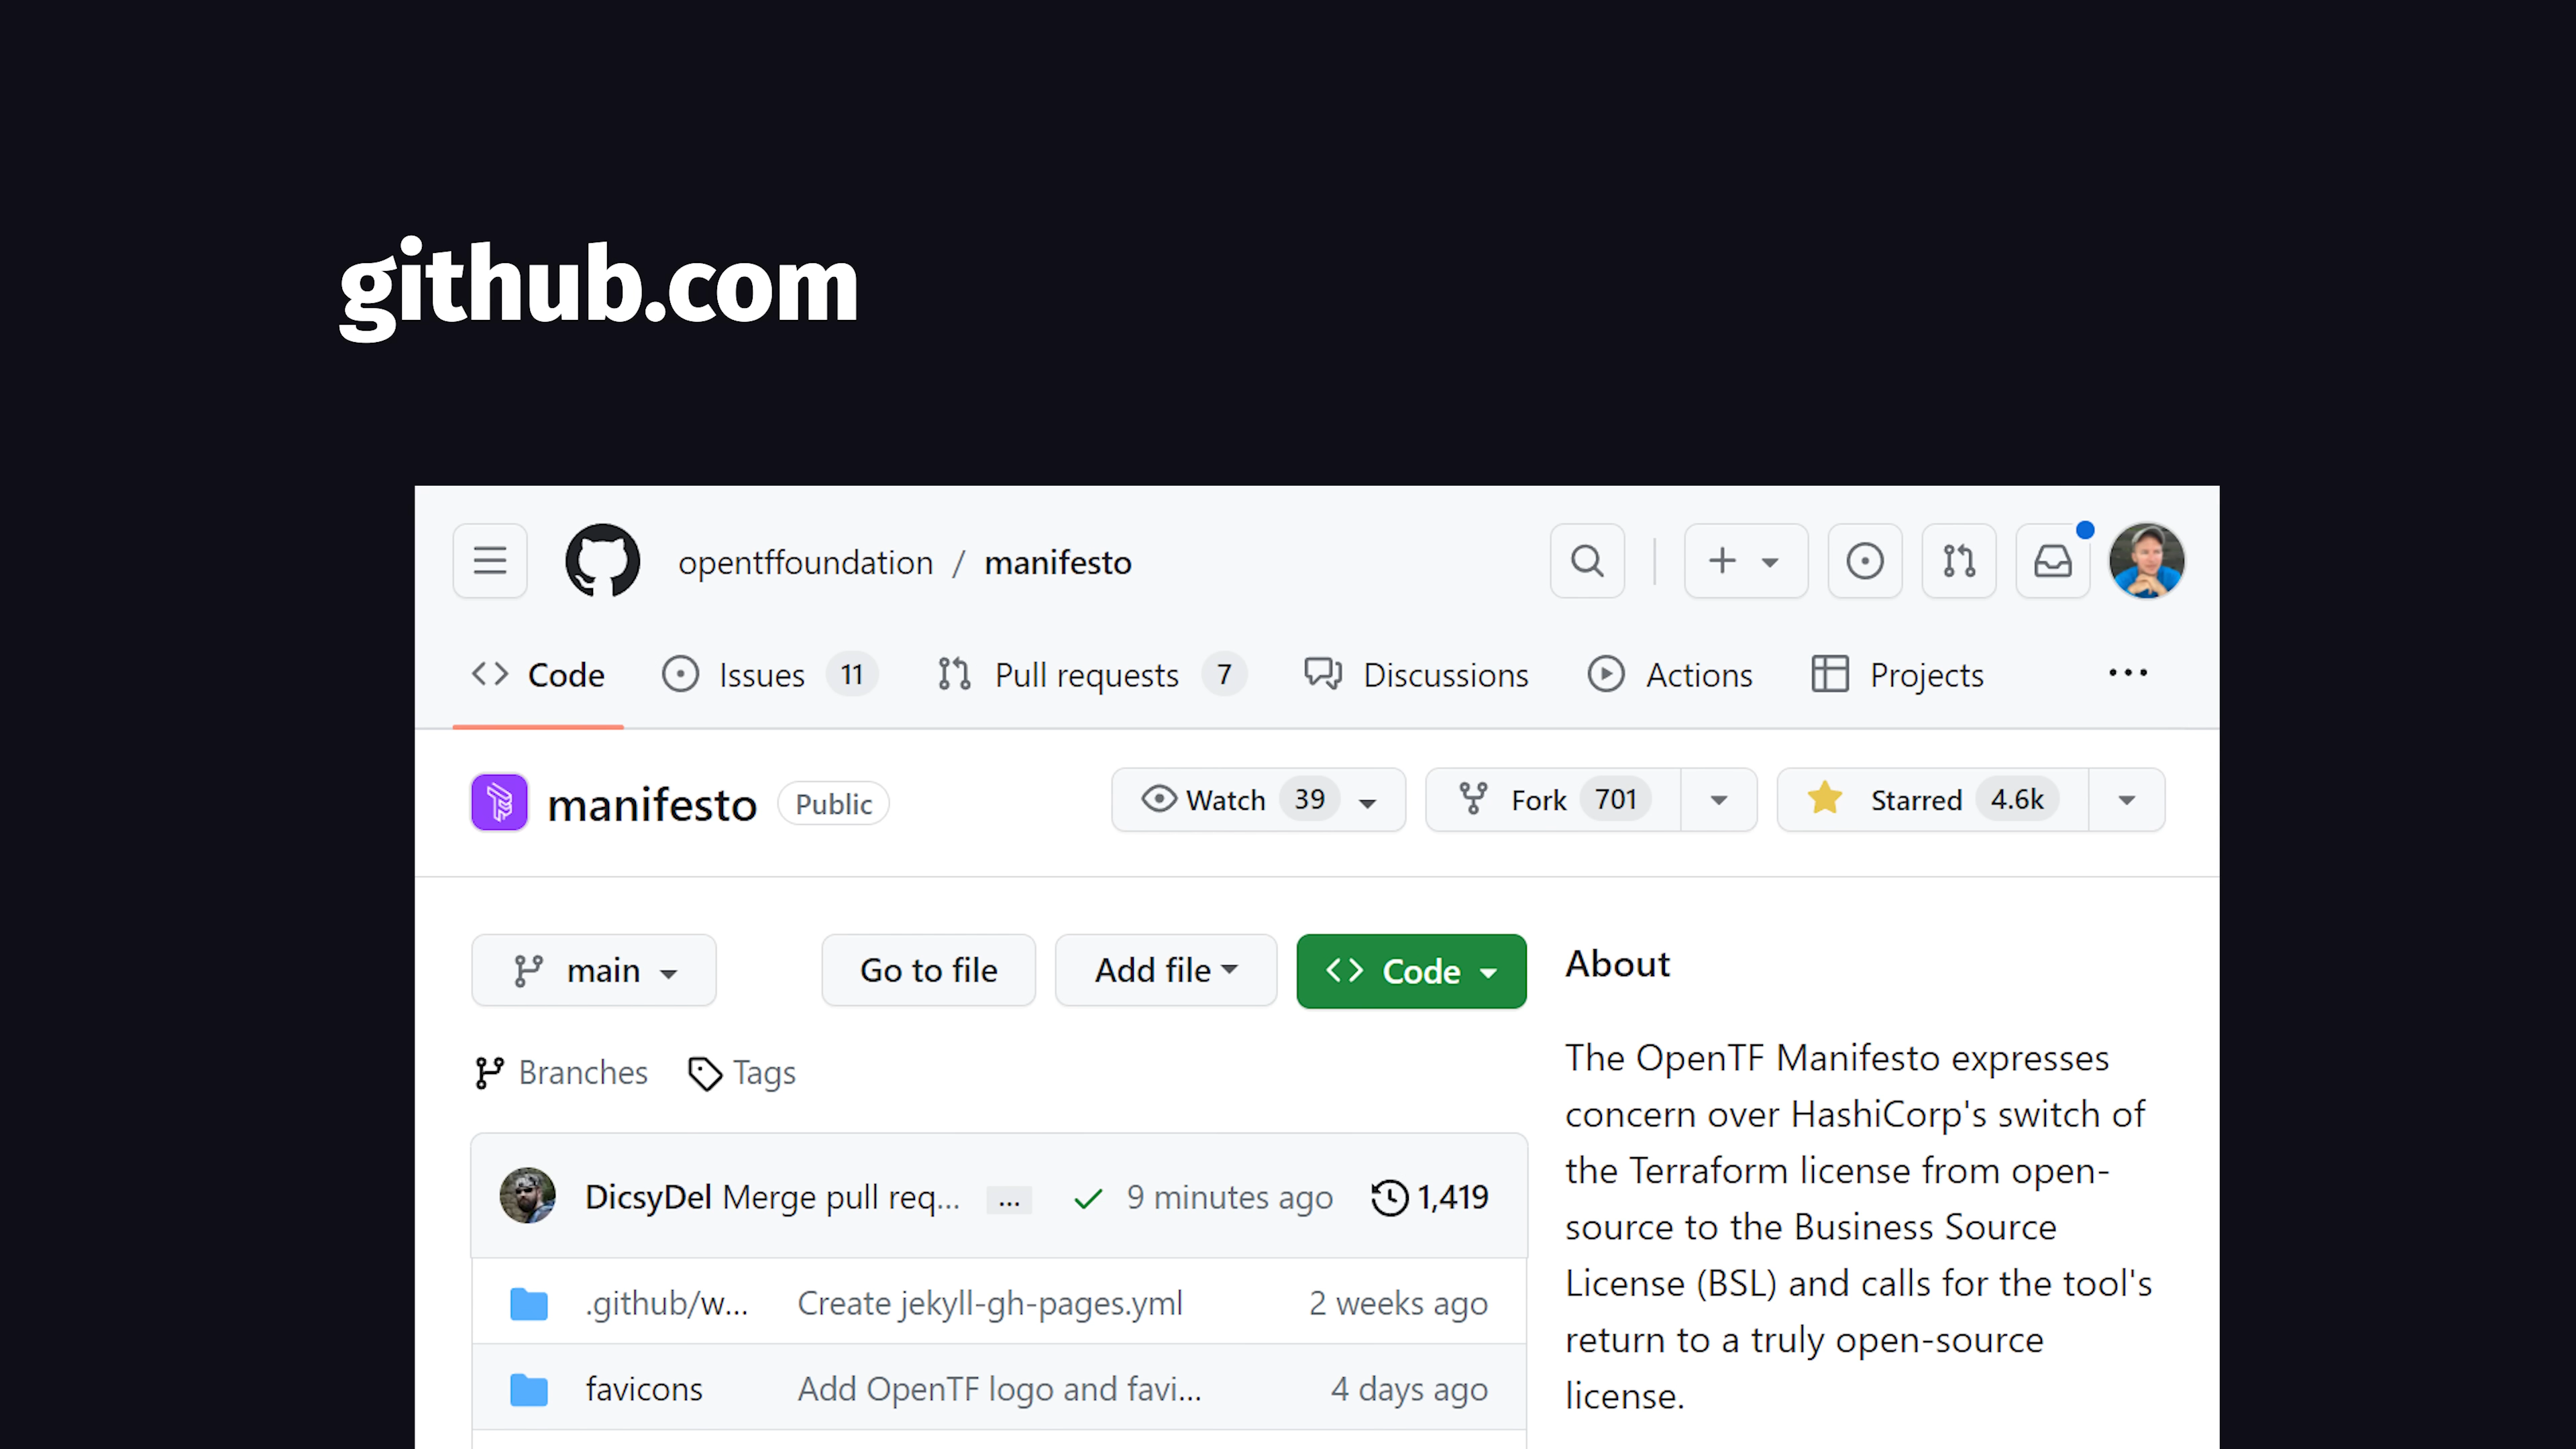 github.com
opentffoundation / manifesto
Code Issues 11 Pull requests 7 Discussions Actions Projects
manifesto Public Watch 39 Fork 701 Starred 4.6k
main Go to file Add file Code
Branches Tags
DicsyDel Merge pull req... ... 9 minutes ago 1,419
.github/w... Create jekyll-gh-pages.yml 2 weeks ago
favicons Add OpenTF logo and favi... 4 days ago
About
The OpenTF Manifesto expresses
concern over HashiCorp's switch of
the Terraform license from open-
source to the Business Source
License (BSL) and calls for the tool's
return to a truly open-source
license.